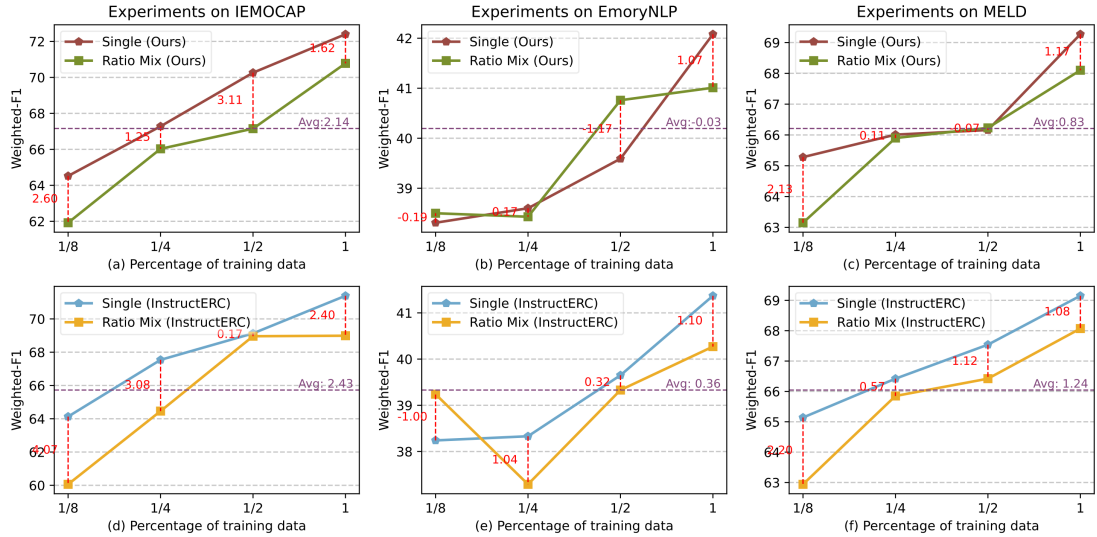 Experiments on IEMOCAP
Single (Ours)
Ratio Mix (Ours)
Weighted-F1
72
70
68
66
64
62
2.60
1.25
3.11
1.62
Avg:2.14
1/8
1/4
1/2
1
(a) Percentage of training data
Experiments on EmoryNLP
Single (Ours)
Ratio Mix (Ours)
Weighted-F1
42
41
40
38
-0.19
0.17
-1.17
1.07
Avg:-0.03
1/8
1/4
1/2
1
(b) Percentage of training data
Experiments on MELD
Single (Ours)
Ratio Mix (Ours)
Weighted-F1
69
68
66
65
64
63
2.13
0.11
-0.07
1.17
Avg:0.83
1/8
1/4
1/2
1
(c) Percentage of training data
Single (InstructERC)
Ratio Mix (InstructERC)
Weighted-F1
70
68
66
64
62
60
4.07
3.08
0.17
2.40
Avg: 2.43
1/8
1/4
1/2
1
(d) Percentage of training data
Single (InstructERC)
Ratio Mix (InstructERC)
Weighted-F1
41
40
39
38
-1.00
1.04
0.32
1.10
Avg: 0.36
1/8
1/4
1/2
1
(e) Percentage of training data
Single (InstructERC)
Ratio Mix (InstructERC)
Weighted-F1
69
68
66
65
64
63
2.20
0.57
1.12
1.08
Avg: 1.24
1/8
1/4
1/2
1
(f) Percentage of training data